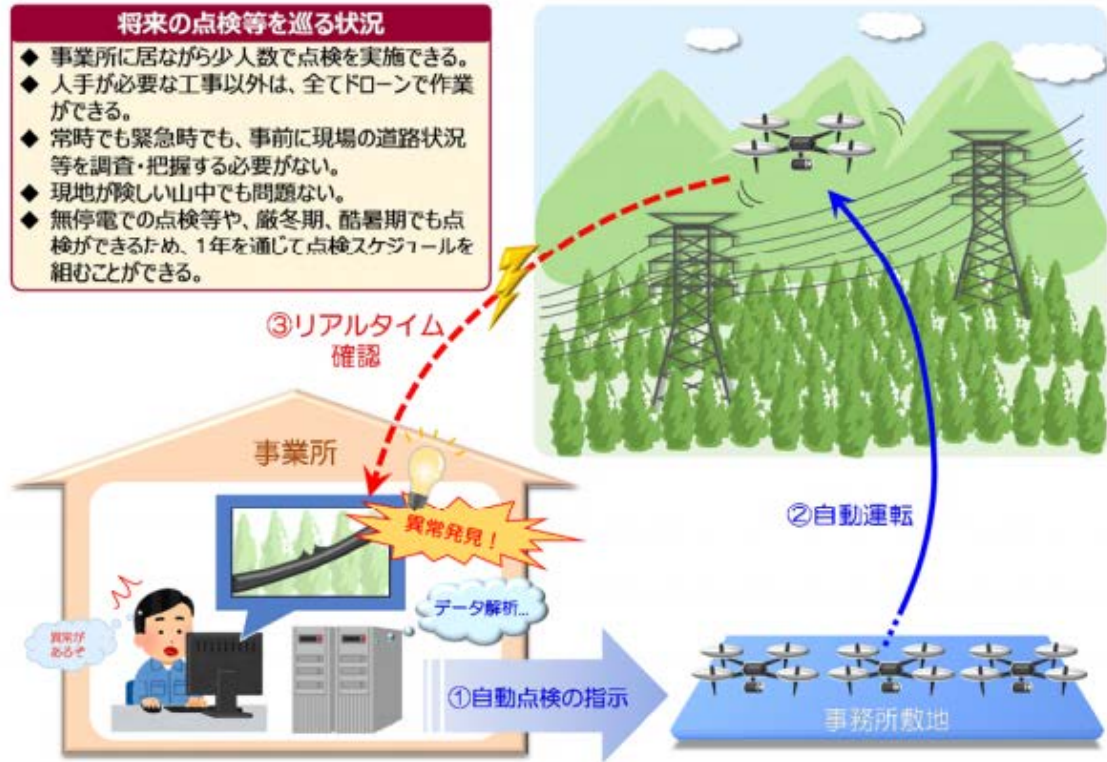 将来の点検等を巡る状況
◆ 事業所に居ながら少人数で点検を実施できる。
◆ 人手が必要な工事以外は、全てドローンで作業
ができる。
◆ 常時でも緊急時でも、事前に現場の道路状況
等を調査・把握する必要がない。
◆ 現地が険しい山中でも問題ない。
◆ 無停電での点検等や、厳冬期、酷暑期でも点
検ができるため、1年を通じて点検スケジュールを
組むことができる。
③リアルタイム
確認
事業所
異常発見！
②自動運転
データ解析...
異常が
あるぞ
①自動点検の指示
事務所敷地